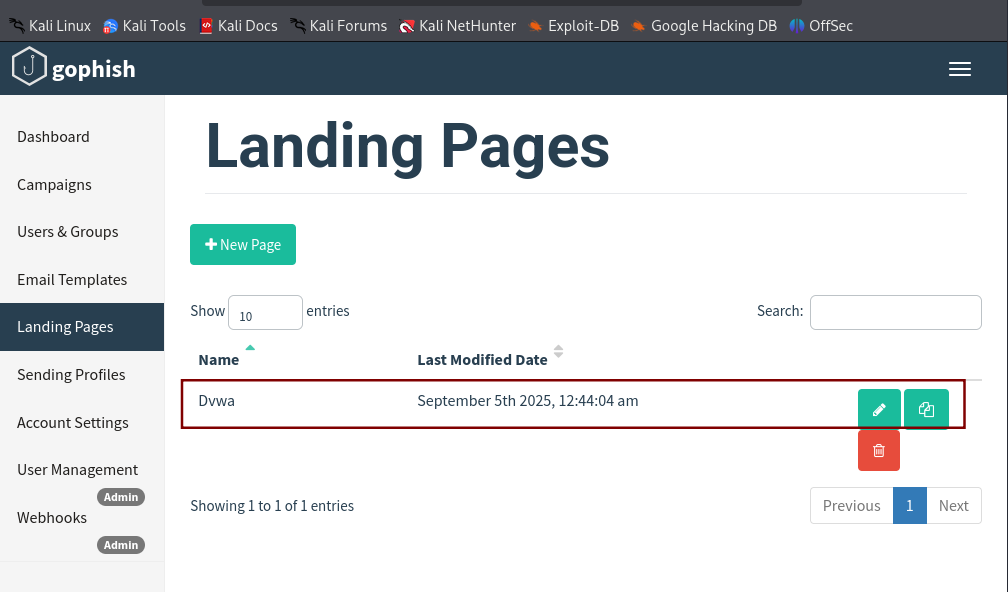 Kali Linux Kali Tools Kali Docs Kali Forums Kali NetHunter Exploit-DB Google Hacking DB OffSec
gophish
Dashboard
Campaigns
Users & Groups
Email Templates
Landing Pages
Sending Profiles
Account Settings
User Management
Admin
Webhooks
Admin
Landing Pages
New Page
Show 10 entries Search:
Name Last Modified Date
Dvwa September 5th 2025, 12:44:04 am
Showing 1 to 1 of 1 entries Previous 1 Next